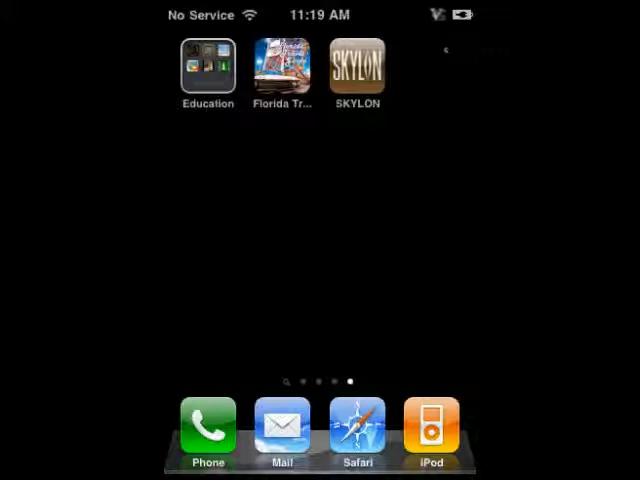 No Service 11:19 AM
SKYLON
Education Florida Tr... SKYLON
Phone Mail Safari iPod